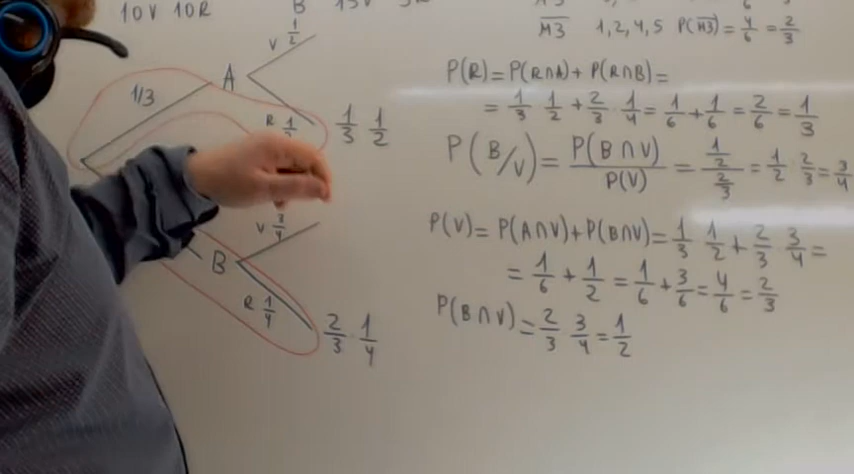 10V 10R B 15V
M̅3̅ 1,2,4,5 P(M̅3̅)=4/6=2/3
A V 1/2
1/3
R 1/3 1/2
P(R)=P(R∩A)+P(R∩B)=
=1/3 1/2+2/3·1/4=1/6+1/6=2/6=1/3
P(B/V)=P(B∩V)/P(V)=(1/2)/(2/3)=1/2 2/3=3/4
P(V)=P(A∩V)+P(B∩V)=1/3 1/2+2/3 3/4=
=1/6+1/2=1/6+3/6=4/6=2/3
P(B∩V)=2/3 3/4=1/2
B V 3/4
R 1/4 2/3·1/4